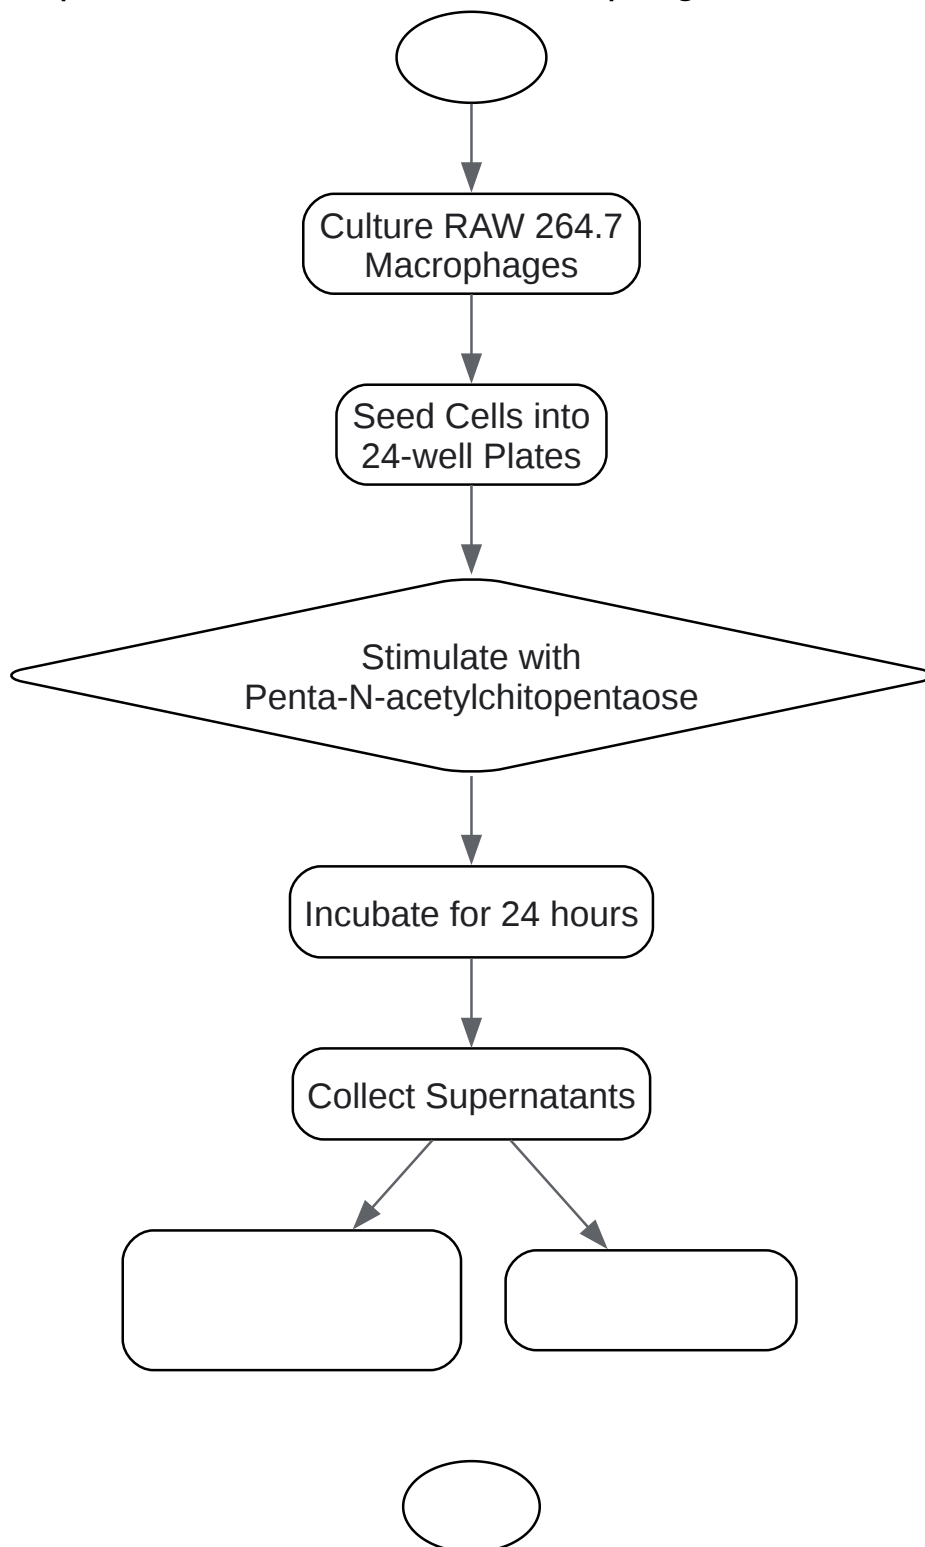 Culture RAW 264.7
Macrophages
Seed Cells into
24-well Plates
Stimulate with
Penta-N-acetylchitopentaose
Incubate for 24 hours
Collect Supernatants